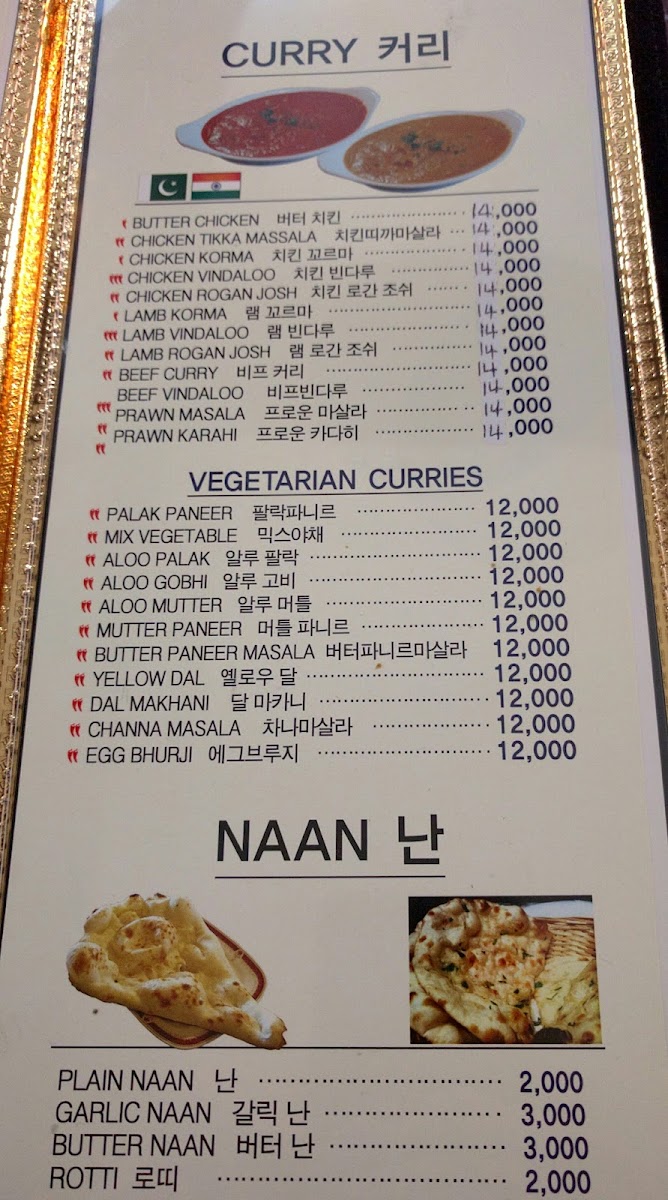 CURRY 커리
BUTTER CHICKEN 버터 치킨 ........................ 14,000
CHICKEN TIKKA MASSALA 치킨띠까마살라 ... 14,000
CHICKEN KORMA 치킨 꼬르마 ..................... 14,000
CHICKEN VINDALOO 치킨 빈다루 ................ 14,000
CHICKEN ROGAN JOSH 치킨 로간 조쉬 ........ 14,000
LAMB KORMA 램 꼬르마 ............................ 14,000
LAMB VINDALOO 램 빈다루 ....................... 14,000
LAMB ROGAN JOSH 램 로간 조쉬 ................ 14,000
BEEF CURRY 비프 커리 ............................ 14,000
BEEF VINDALOO 비프빈다루 ..................... 14,000
PRAWN MASALA 프로운 마살라 .................. 14,000
PRAWN KARAHI 프로운 카다히 ................... 14,000
VEGETARIAN CURRIES
PALAK PANEER 팔락파니르 ....................... 12,000
MIX VEGETABLE 믹스야채 ......................... 12,000
ALOO PALAK 알루 팔락 ............................ 12,000
ALOO GOBHI 알루 고비 ............................ 12,000
ALOO MUTTER 알루 머틀 .......................... 12,000
MUTTER PANEER 머틀 파니르 .................... 12,000
BUTTER PANEER MASALA 버터파니르마살라 12,000
YELLOW DAL 옐로우 달 ............................. 12,000
DAL MAKHANI 달 마카니 ........................... 12,000
CHANNA MASALA 차나마살라 .................... 12,000
EGG BHURJI 에그브루지 ........................... 12,000
NAAN 난
PLAIN NAAN 난 ................................. 2,000
GARLIC NAAN 갈릭 난 ........................ 3,000
BUTTER NAAN 버터 난 ....................... 3,000
ROTTI 로띠 ..................................... 2,000